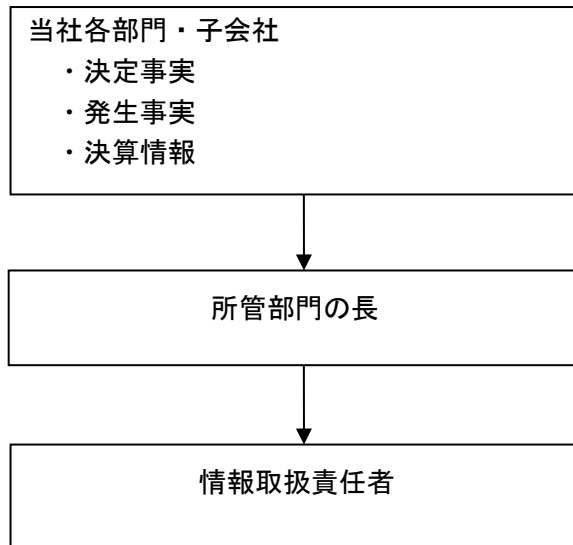 当社各部門・子会社
・決定事実
・発生事実
・決算情報
所管部門の長
情報取扱責任者